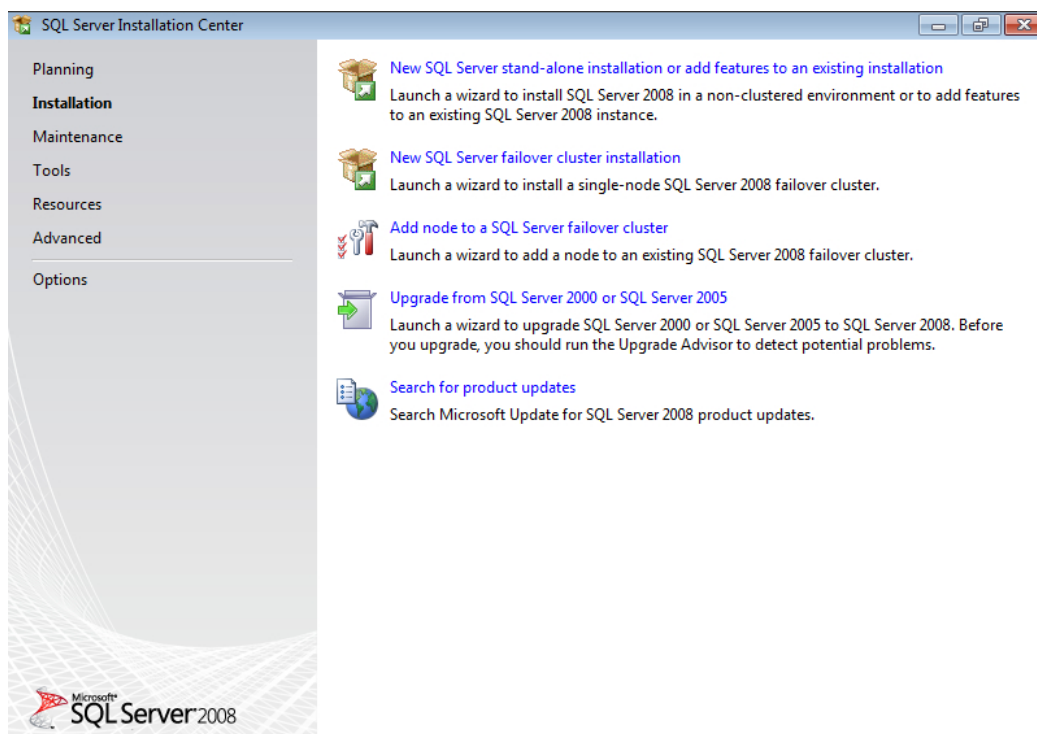 SQL Server Installation Center
Planning
Installation
Maintenance
Tools
Resources
Advanced
Options
New SQL Server stand-alone installation or add features to an existing installation
Launch a wizard to install SQL Server 2008 in a non-clustered environment or to add features
to an existing SQL Server 2008 instance.
New SQL Server failover cluster installation
Launch a wizard to install a single-node SQL Server 2008 failover cluster.
Add node to a SQL Server failover cluster
Launch a wizard to add a node to an existing SQL Server 2008 failover cluster.
Upgrade from SQL Server 2000 or SQL Server 2005
Launch a wizard to upgrade SQL Server 2000 or SQL Server 2005 to SQL Server 2008. Before
you upgrade, you should run the Upgrade Advisor to detect potential problems.
Search for product updates
Search Microsoft Update for SQL Server 2008 product updates.
Microsoft
SQL Server 2008